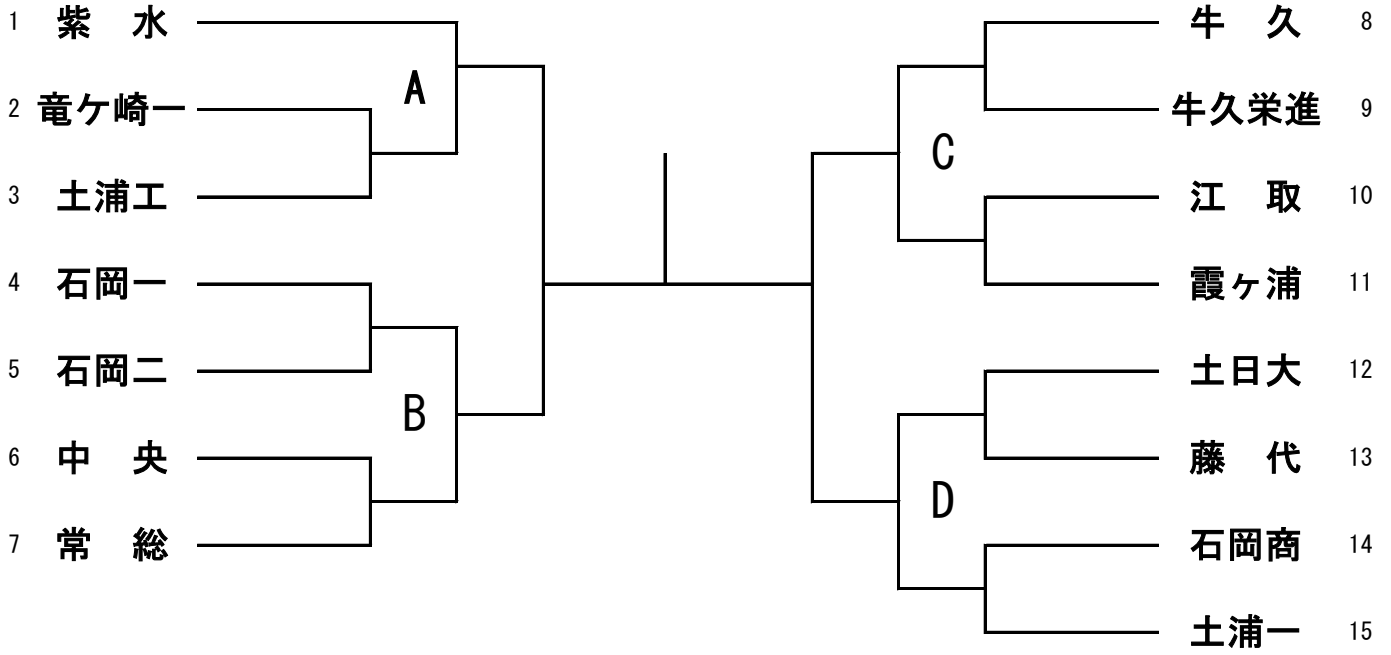 1 紫 水
2 竜ケ崎一
3 土浦工
4 石岡一
5 石岡二
6 中 央
7 常 総
A
B
牛 久 8
牛久栄進 9
江 取 10
霞ヶ浦 11
土日大 12
藤 代 13
石岡商 14
土浦一 15
C
D